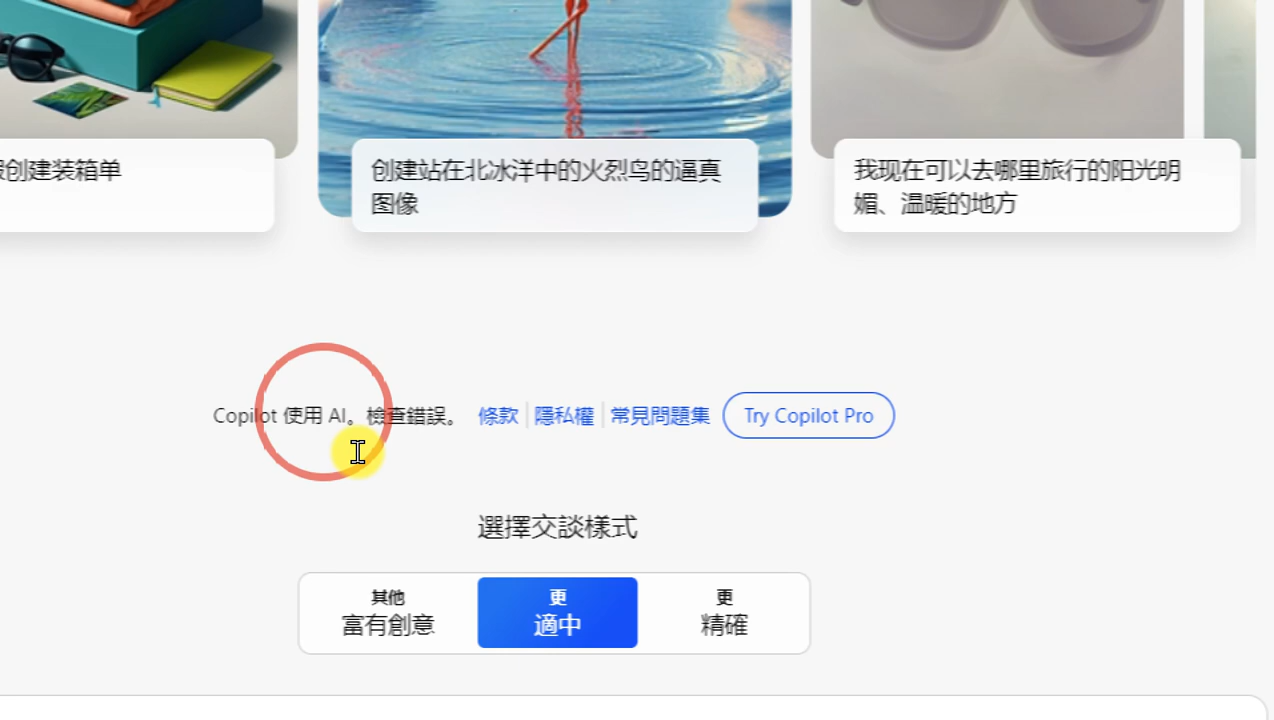 创建装箱单
创建站在北冰洋中的火烈鸟的逼真
图像
我现在可以去哪里旅行的阳光明
媚、温暖的地方
Copilot 使用 AI。檢查錯誤。 條款 隱私權 常見問題集 Try Copilot Pro
選擇交談樣式
其他 更 更
富有創意 適中 精確